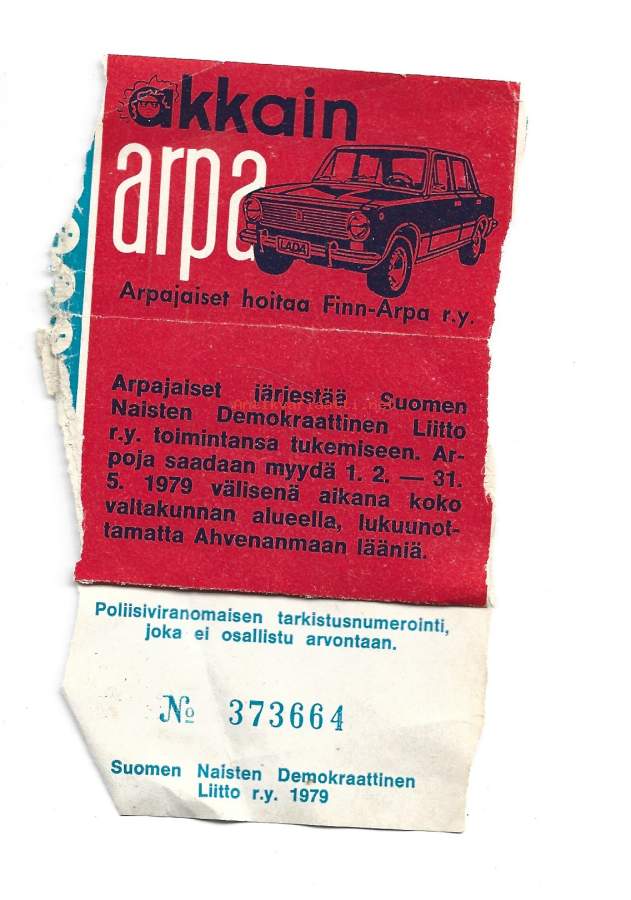 akkain
arpa
LADA
Arpajaiset hoitaa Finn-Arpa r.y.
Arpajaiset järjestää Suomen
Naisten Demokraattinen Liitto
r.y. toimintansa tukemiseen. Ar-
poja saadaan myydä 1. 2. — 31.
5. 1979 välisenä aikana koko
valtakunnan alueella, lukuunot-
tamatta Ahvenanmaan lääniä.
Poliisiviranomaisen tarkistusnumerointi,
joka ei osallistu arvontaan.
№ 373664
Suomen Naisten Demokraattinen
Liitto r.y. 1979